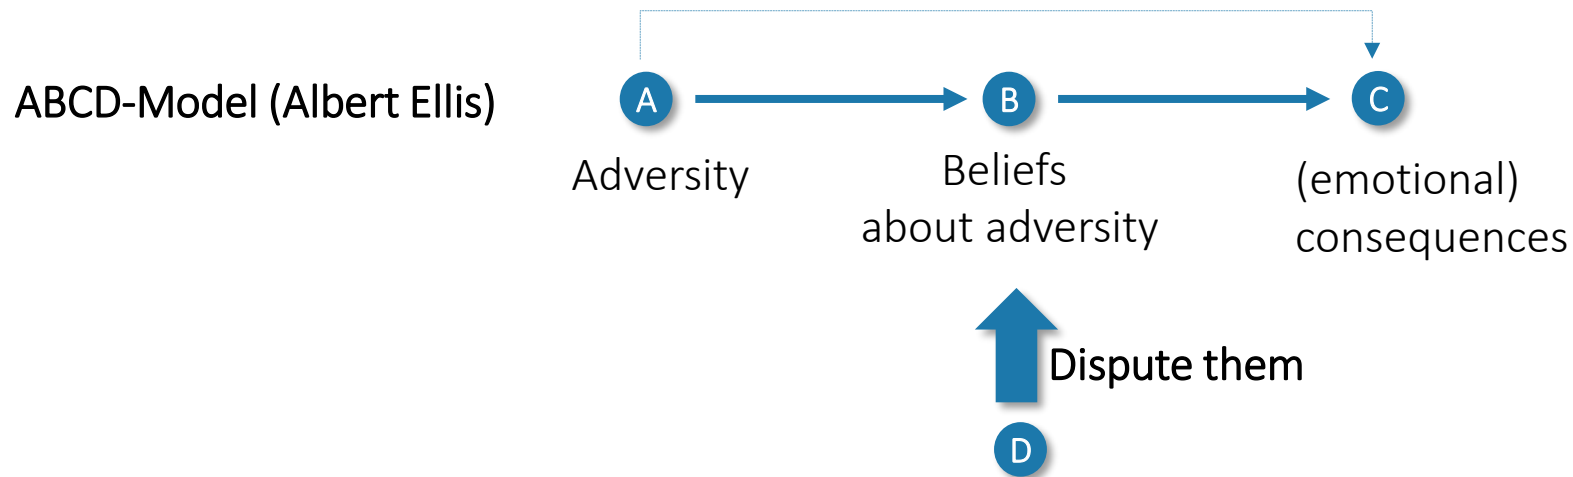 ABCD-Model (Albert Ellis)
A
B
C
Adversity
Beliefs
about adversity
(emotional)
consequences
Dispute them
D